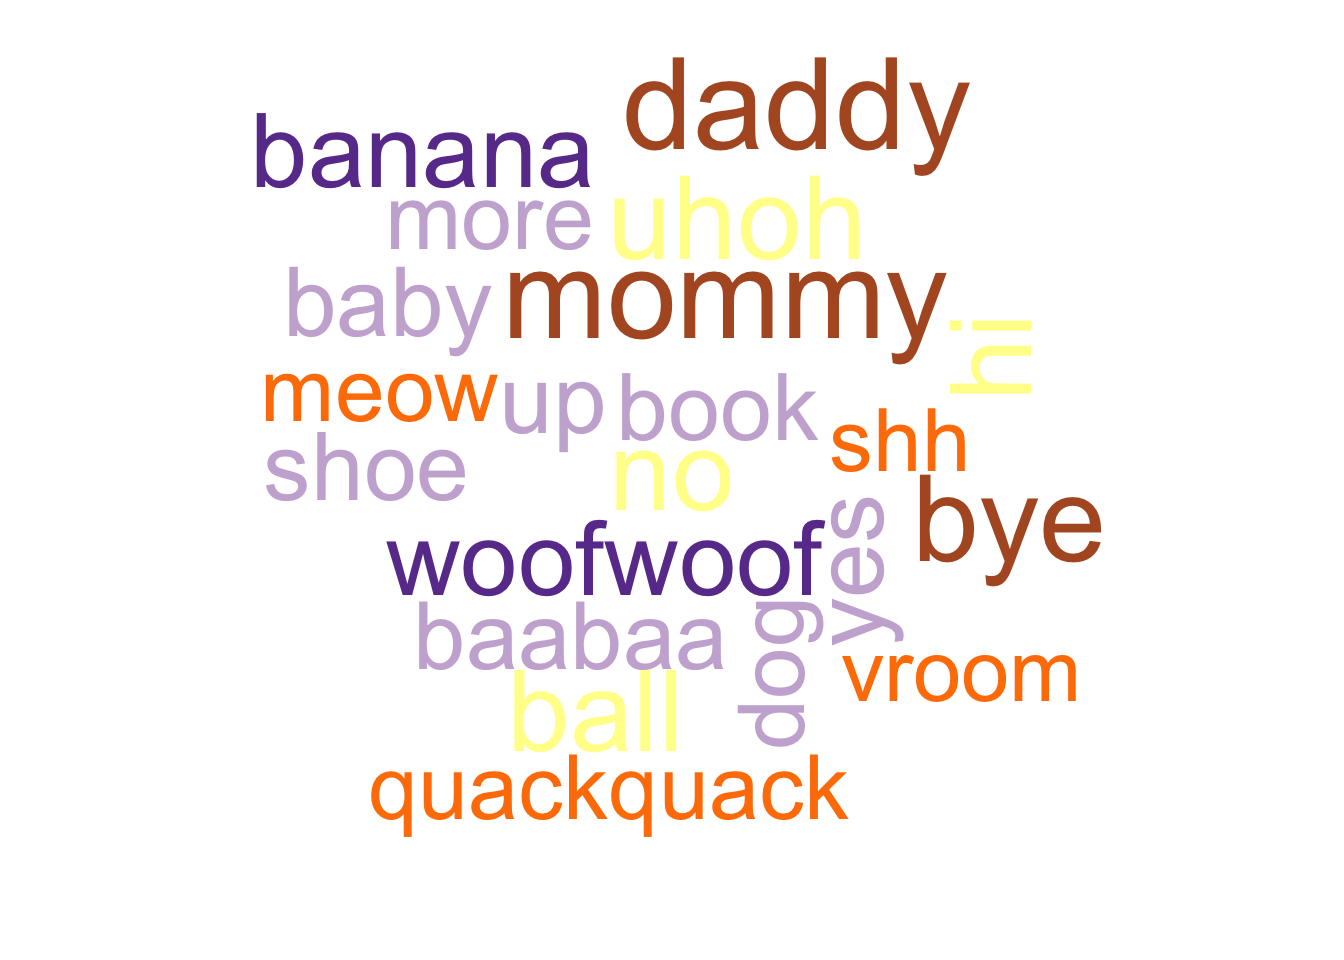 daddy
banana
more
uhoh
baby
mommy
hi
meow
up
book
shh
shoe
no
bye
woofwoof
yes
baabaa
dog
vroom
ball
quackquack